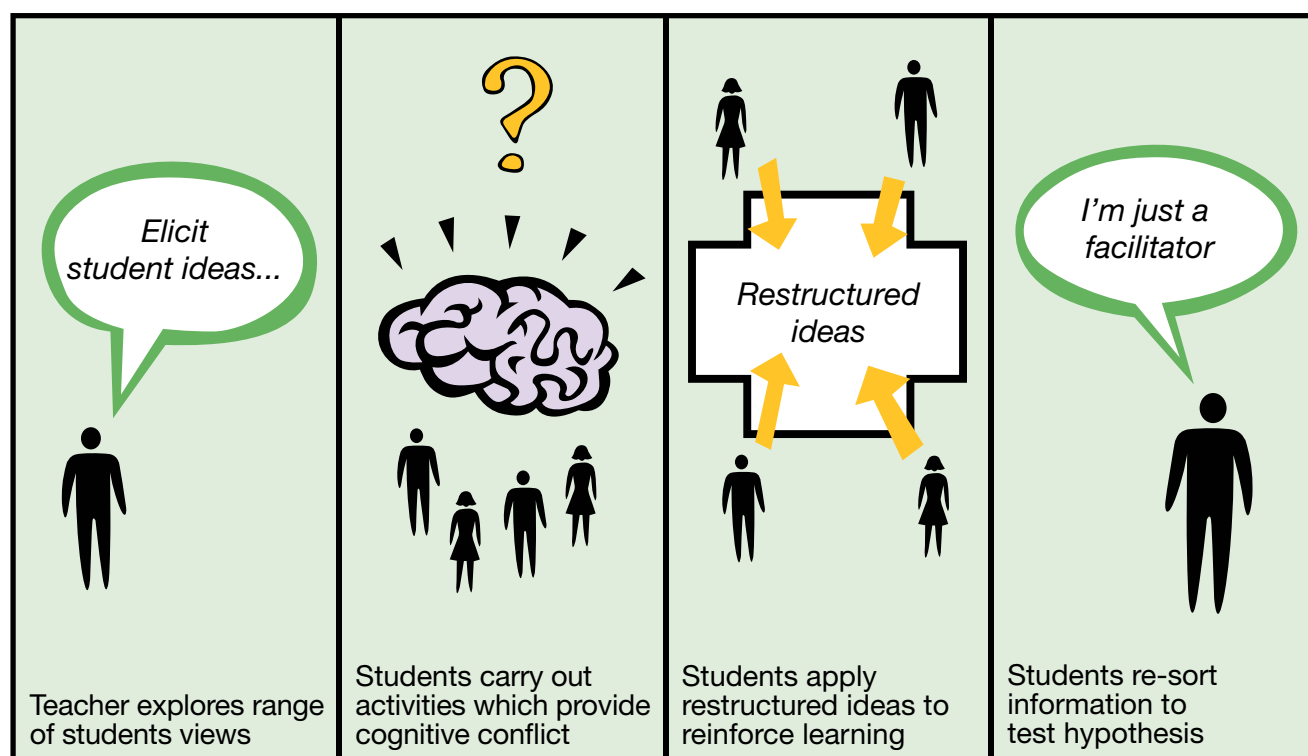 Elicit
student ideas...
Teacher explores range
of students views
?
Students carry out
activities which provide
cognitive conflict
Restructured
ideas
Students apply
restructured ideas to
reinforce learning
I'm just a
facilitator
Students re-sort
information to
test hypothesis